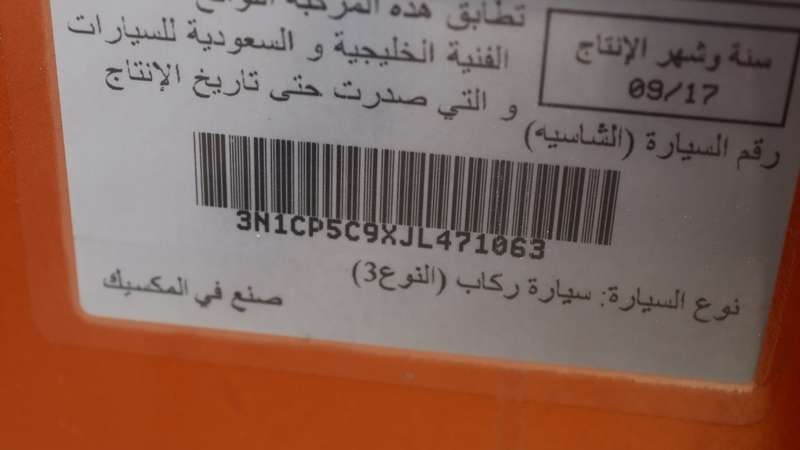 تطابق هذه المركبة اللوائح
الفنية الخليجية و السعودية للسيارات
و التي صدرت حتى تاريخ الإنتاج
سنة وشهر الإنتاج
09/17
رقم السيارة (الشاسيه)
3N1CP5C9XJL471063
نوع السيارة: سيارة ركاب (النوع3)
صنع في المكسيك